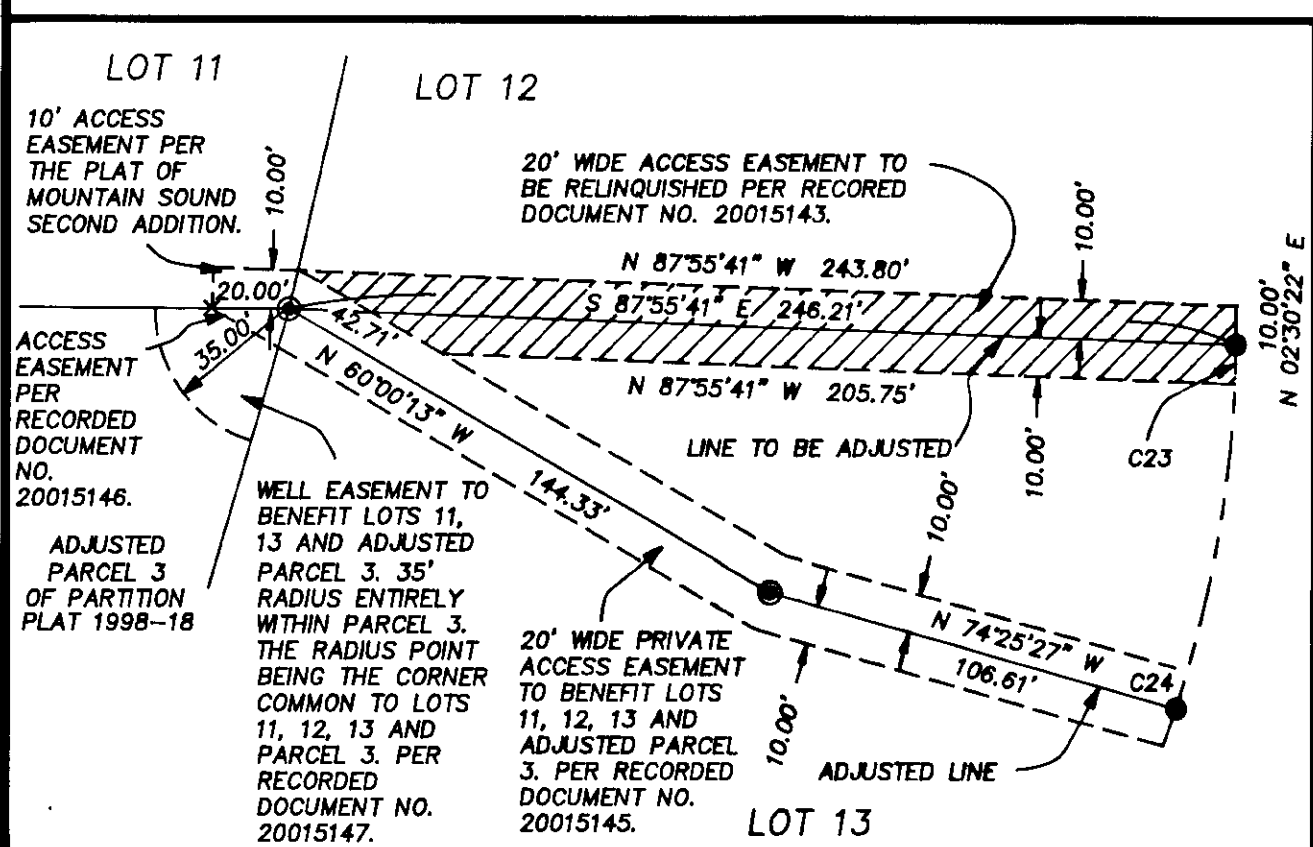 LOT 11
LOT 12
10' ACCESS
EASEMENT PER
THE PLAT OF
MOUNTAIN SOUND
SECOND ADDITION.
10.00'
20' WIDE ACCESS EASEMENT TO
BE RELINQUISHED PER RECORED
DOCUMENT NO. 20015143.
10.00'
N 87°55'41" W 243.80'
20.00'
S 87°55'41" E 246.21'
10.00'
N 02°30'22" E
42.71'
35.00'
ACCESS
EASEMENT
PER
RECORDED
DOCUMENT
NO.
20015146.
N 60°00'13" W
144.33'
N 87°55'41" W 205.75'
LINE TO BE ADJUSTED
10.00'
C23
10.00'
ADJUSTED
PARCEL 3
OF PARTITION
PLAT 1998-18
WELL EASEMENT TO
BENEFIT LOTS 11,
13 AND ADJUSTED
PARCEL 3. 35'
RADIUS ENTIRELY
WITHIN PARCEL 3.
THE RADIUS POINT
BEING THE CORNER
COMMON TO LOTS
11, 12, 13 AND
PARCEL 3. PER
RECORDED
DOCUMENT NO.
20015147.
20' WIDE PRIVATE
ACCESS EASEMENT
TO BENEFIT LOTS
11, 12, 13 AND
ADJUSTED PARCEL
3. PER RECORDED
DOCUMENT NO.
20015145.
10.00'
N 74°25'27" W
106.61'
C24
ADJUSTED LINE
LOT 13